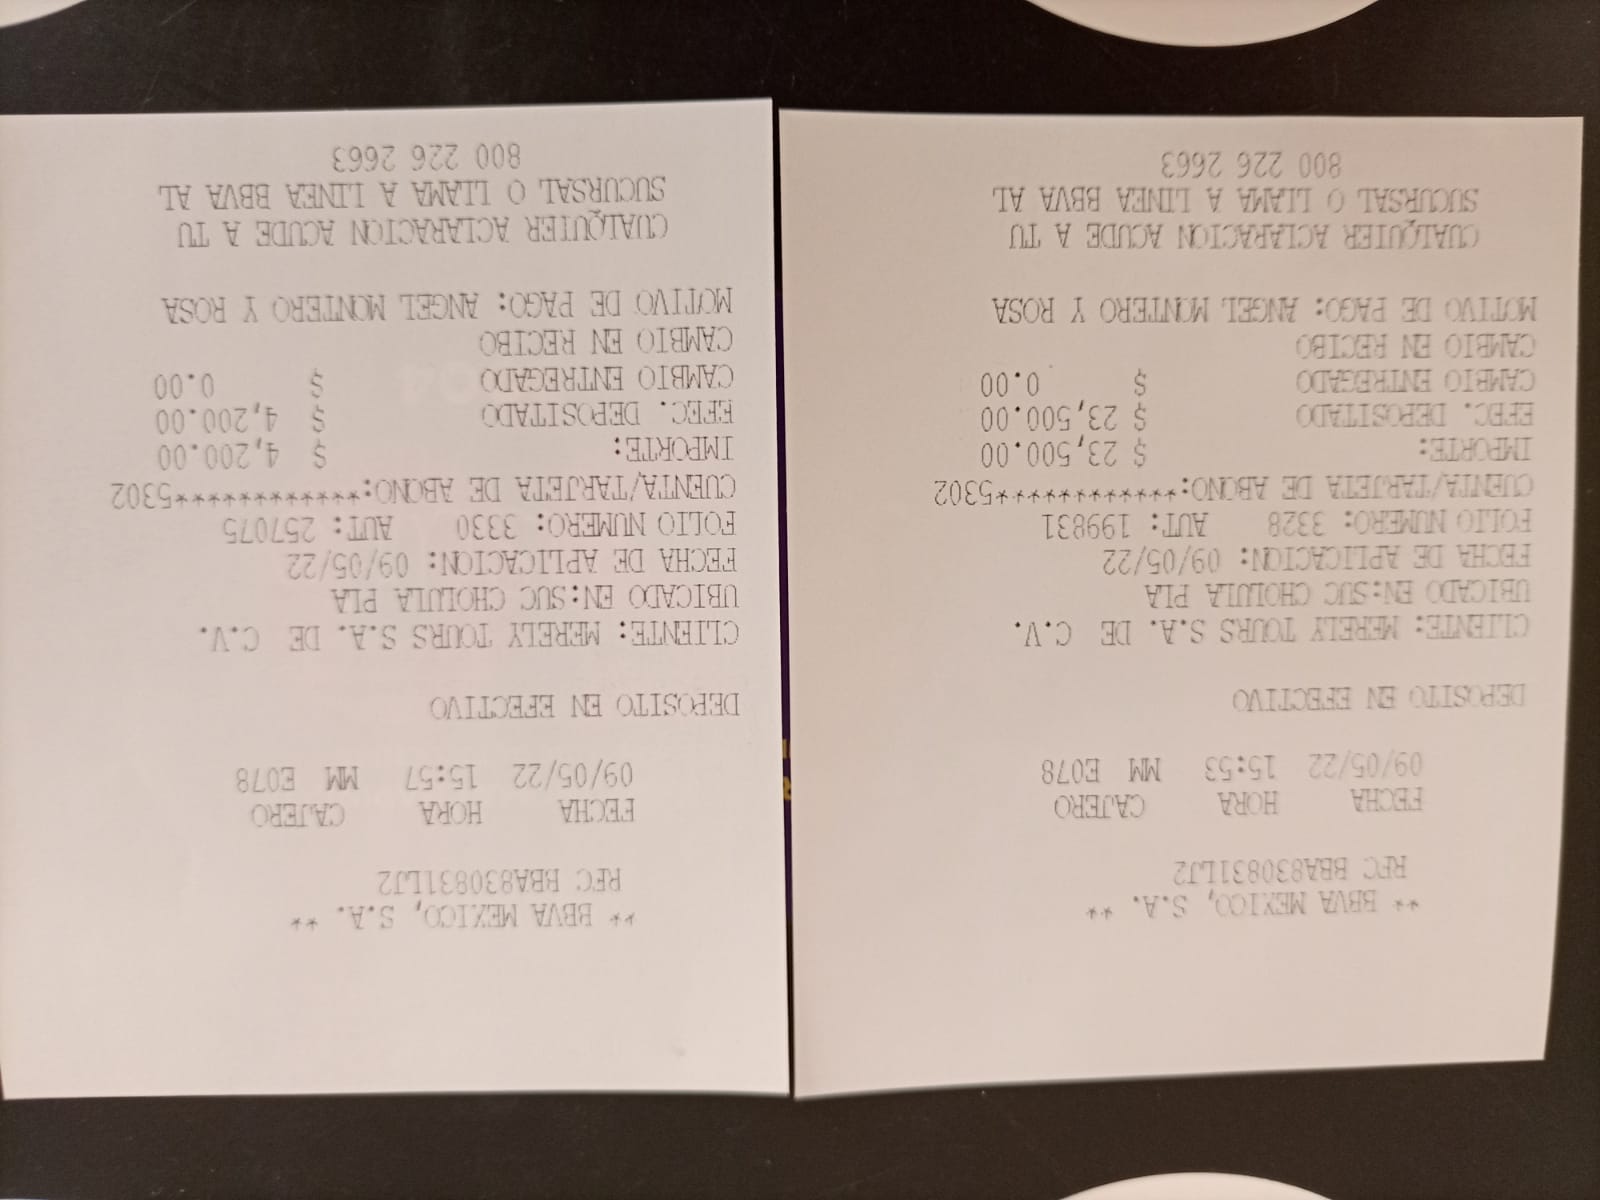 ** BBVA MEXICO, S.A. **
RFC BBA830831LJ2
FECHA HORA CAJERO
09/05/22 15:57 MM E078
DEPOSITO EN EFECTIVO
CLIENTE: MERELY TOURS S.A. DE C.V.
UBICADO EN:SUC CHOLULA PLA
FECHA DE APLICACION: 09/05/22
FOLIO NUMERO: 3330 AUT: 257075
CUENTA/TARJETA DE ABONO:************5302
IMPORTE: $ 4,200.00
EFEC. DEPOSITADO $ 4,200.00
CAMBIO ENTREGADO $ 0.00
CAMBIO EN RECIBO
MOTIVO DE PAGO: ANGEL MONTERO Y ROSA
CUALQUIER ACLARACION ACUDE A TU
SUCURSAL O LLAMA A LINEA BBVA AL
800 226 2663
** BBVA MEXICO, S.A. **
RFC BBA830831LJ2
FECHA HORA CAJERO
09/05/22 15:53 MM E078
DEPOSITO EN EFECTIVO
CLIENTE: MERELY TOURS S.A. DE C.V.
UBICADO EN:SUC CHOLULA PLA
FECHA DE APLICACION: 09/05/22
FOLIO NUMERO: 3328 AUT: 199831
CUENTA/TARJETA DE ABONO:************5302
IMPORTE: $ 23,500.00
EFEC. DEPOSITADO $ 23,500.00
CAMBIO ENTREGADO $ 0.00
CAMBIO EN RECIBO
MOTIVO DE PAGO: ANGEL MONTERO Y ROSA
CUALQUIER ACLARACION ACUDE A TU
SUCURSAL O LLAMA A LINEA BBVA AL
800 226 2663